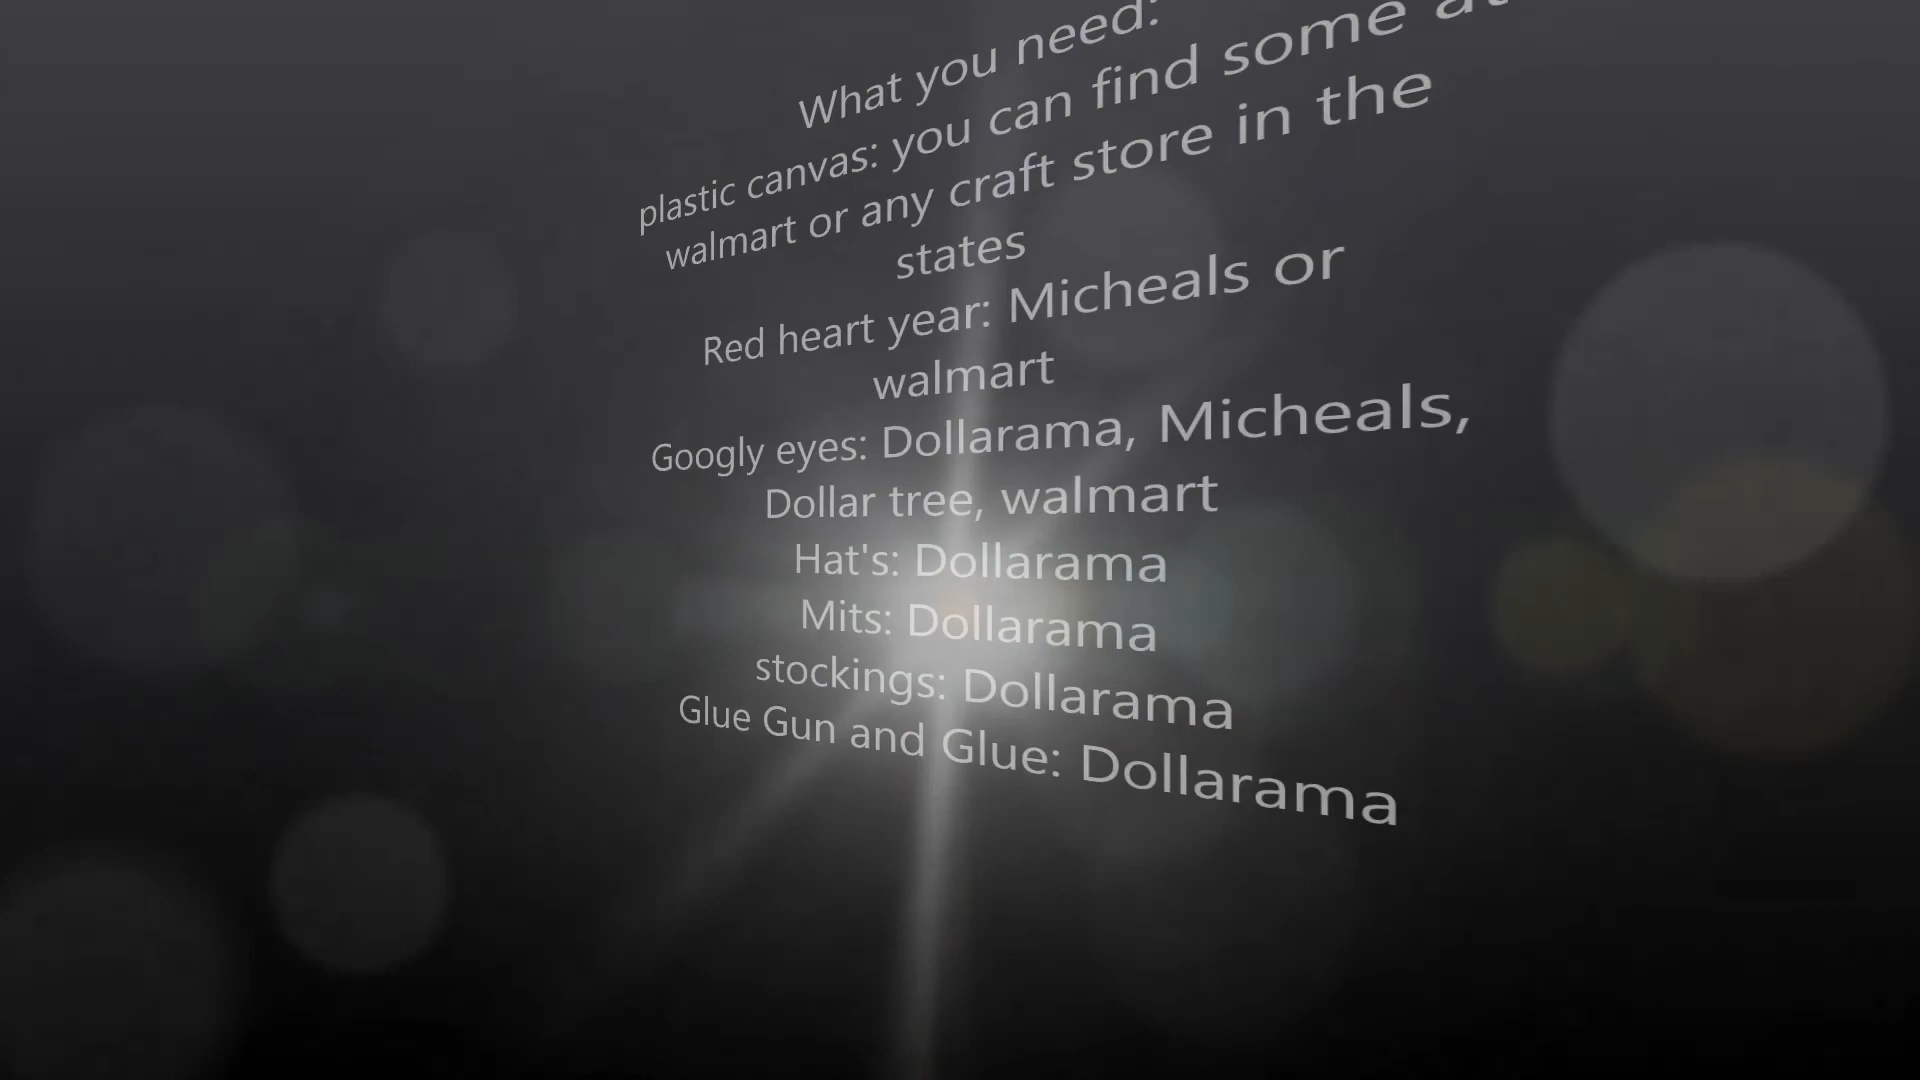 What you need:
plastic canvas: you can find some at
walmart or any craft store in the
states
Red heart year: Micheals or
walmart
Googly eyes: Dollarama, Micheals,
Dollar tree, walmart
Hat's: Dollarama
Mits: Dollarama
stockings: Dollarama
Glue Gun and Glue: Dollarama